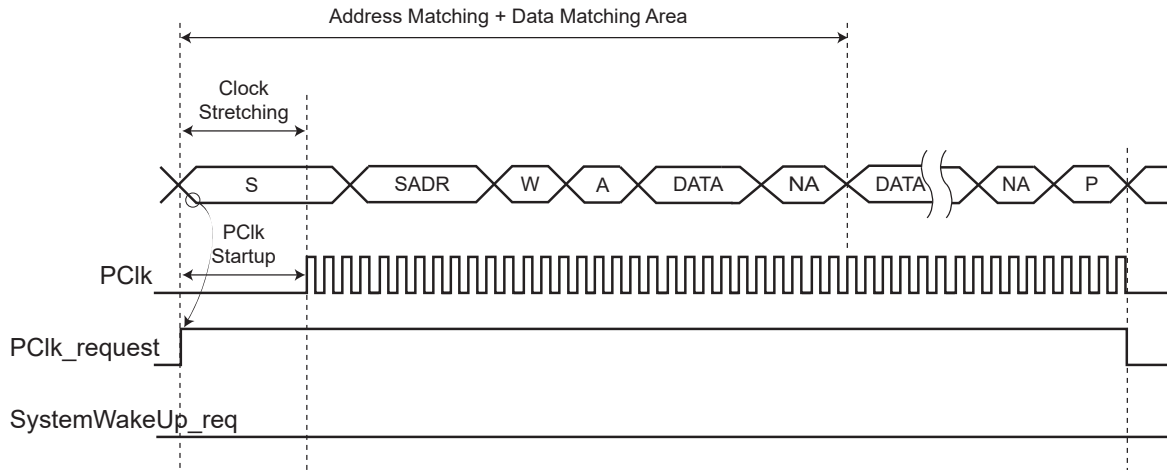 Address Matching + Data Matching Area
Clock
Stretching
S
SADR
W
A
DATA
NA
DATA
NA
P
PClk
Startup
PClk
PClk_request
SystemWakeUp_req